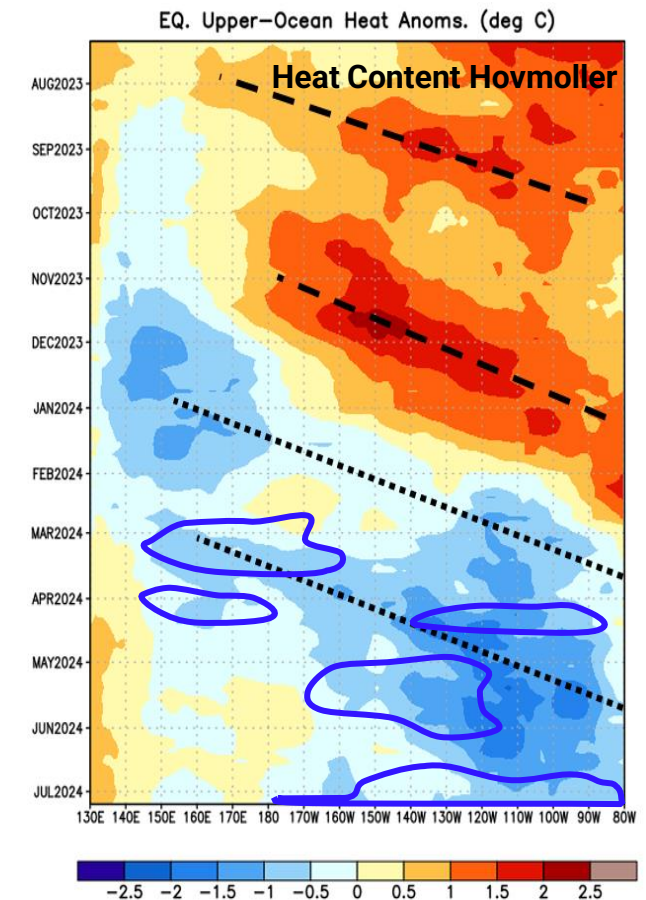 EQ. Upper-Ocean Heat Anoms. (deg C)
Heat Content Hovmoller
AUG2023
SEP2023
OCT2023
NOV2023
DEC2023
JAN2024
FEB2024
MAR2024
APR2024
MAY2024
JUN2024
JUL2024
130E 140E 150E 160E 170E 180 170W 160W 150W 140W 130W 120W 110W 100W 90W 80W
-2.5 -2 -1.5 -1 -0.5 0 0.5 1 1.5 2 2.5